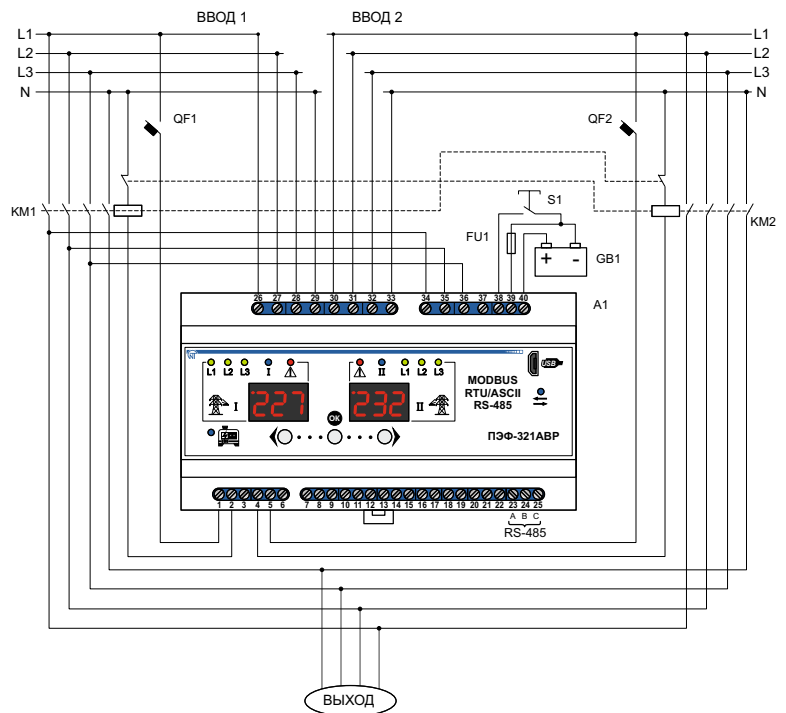 ВВОД 1
ВВОД 2
L1
L1
L2
L2
L3
L3
N
N
QF1
QF2
KM1
KM2
S1
FU1
+ -
GB1
A1
26 27 28 29 30 31 32 33
34 35 36 37 38 39 40
L1 L2 L3 I
II L1 L2 L3
USB
MODBUS
RTU/ASCII
RS-485
I
227
232
II
OK
ПЭФ-321АВР
1 2 3 4 5 6
7 8 9 10 11 12 13 14 15 16 17 18 19 20 21 22 23 24 25
A B C
RS-485
ВЫХОД